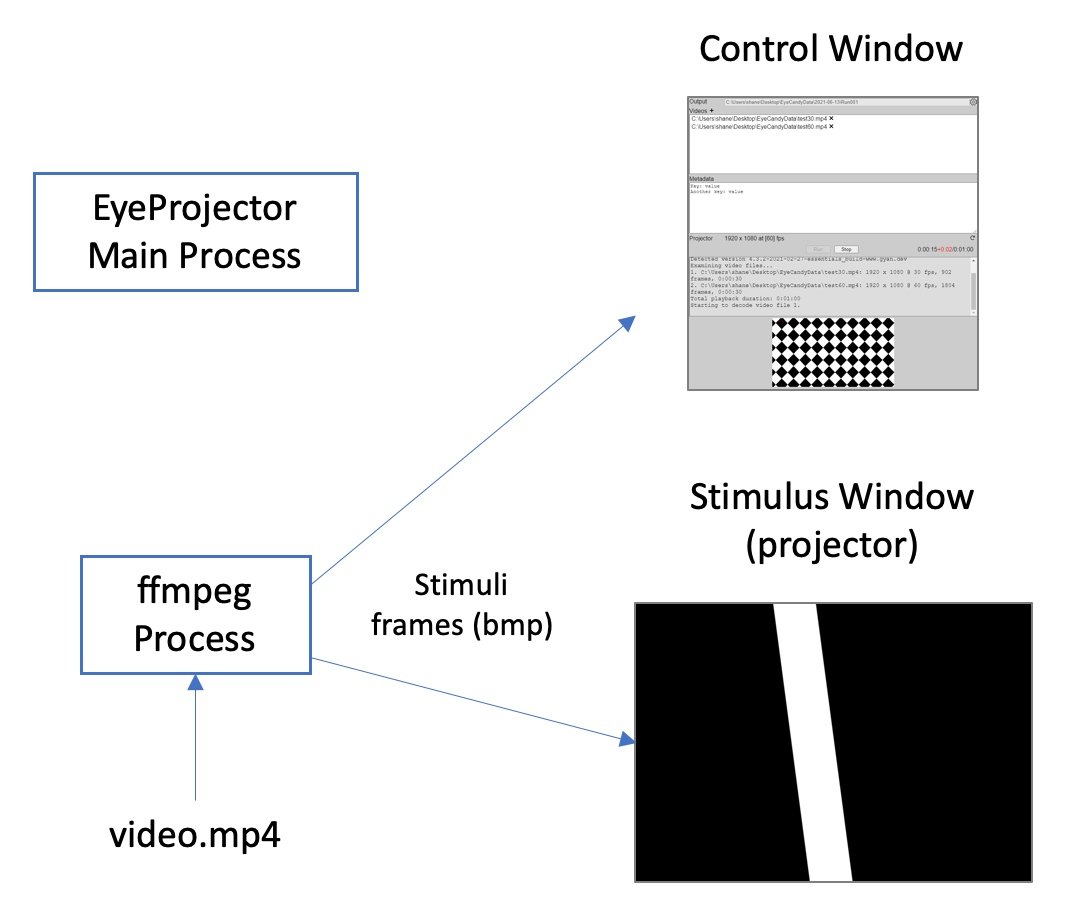 Control Window
Output C:\Users\shane\Desktop\EyeCandyData\2021-06-13\Run001
Videos +
C:\Users\shane\Desktop\EyeCandyData\test30.mp4 ✕
C:\Users\shane\Desktop\EyeCandyData\test60.mp4 ✕
Metadata
Key: value
Another key: value
Projector 1920 x 1080 at [60] fps
Run Stop 0:00:15+0.02/0:01:00
Detected version 4.3.2-2021-02-27-essentials_build-www.gyan.dev
Examining video files...
1. C:\Users\shane\Desktop\EyeCandyData\test30.mp4: 1920 x 1080 @ 30 fps, 902
frames, 0:00:30
2. C:\Users\shane\Desktop\EyeCandyData\test60.mp4: 1920 x 1080 @ 60 fps, 1804
frames, 0:00:30
Total playback duration: 0:01:00
Starting to decode video file 1.
EyeProjector
Main Process
Stimulus Window
(projector)
ffmpeg
Process
Stimuli
frames (bmp)
video.mp4